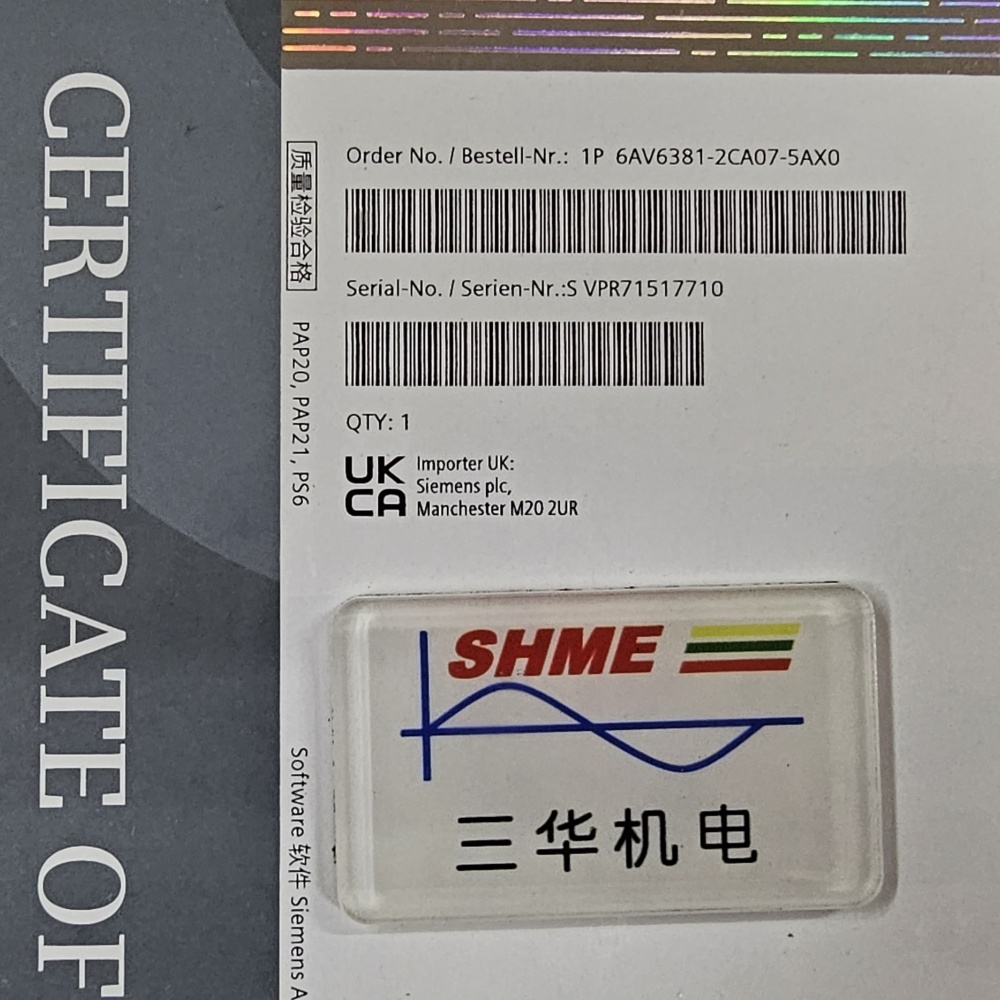 CERTIFICATE OF
质量检验合格
PAP20, PAP21, PS6
Software 软件 Siemens A
Order No. / Bestell-Nr.: 1P 6AV6381-2CA07-5AX0
Serial-No. / Serien-Nr.:S VPR71517710
QTY: 1
UK
CA
Importer UK:
Siemens plc,
Manchester M20 2UR
SHME
三华机电